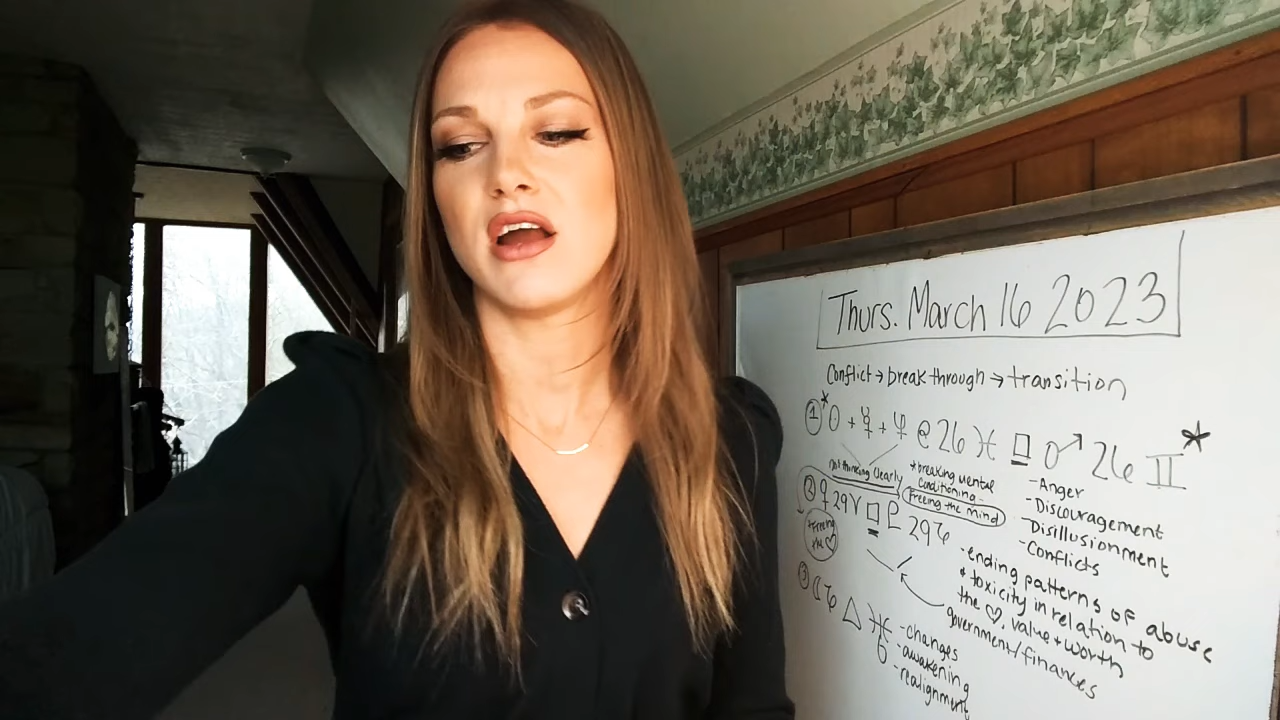 Thurs. March 16 2023
Conflict → break through → transition
① *☉ + ☿ + ♆ @ 26 ♓ □ ♂ 26 ♊ *
not thinking clearly
*breaking mental
conditioning -
Freeing the mind
- Anger
- Discouragement
- Disillusionment
- Conflicts
② ♀ 29 ♈ □ ♇ 29 ♑
*Freeing
the ♡
- ending patterns of abuse
+ toxicity in relation to
the ♡, value + worth
government/finances
③ ☾ ♑ △ ♅
- changes
- awakening
- realignment